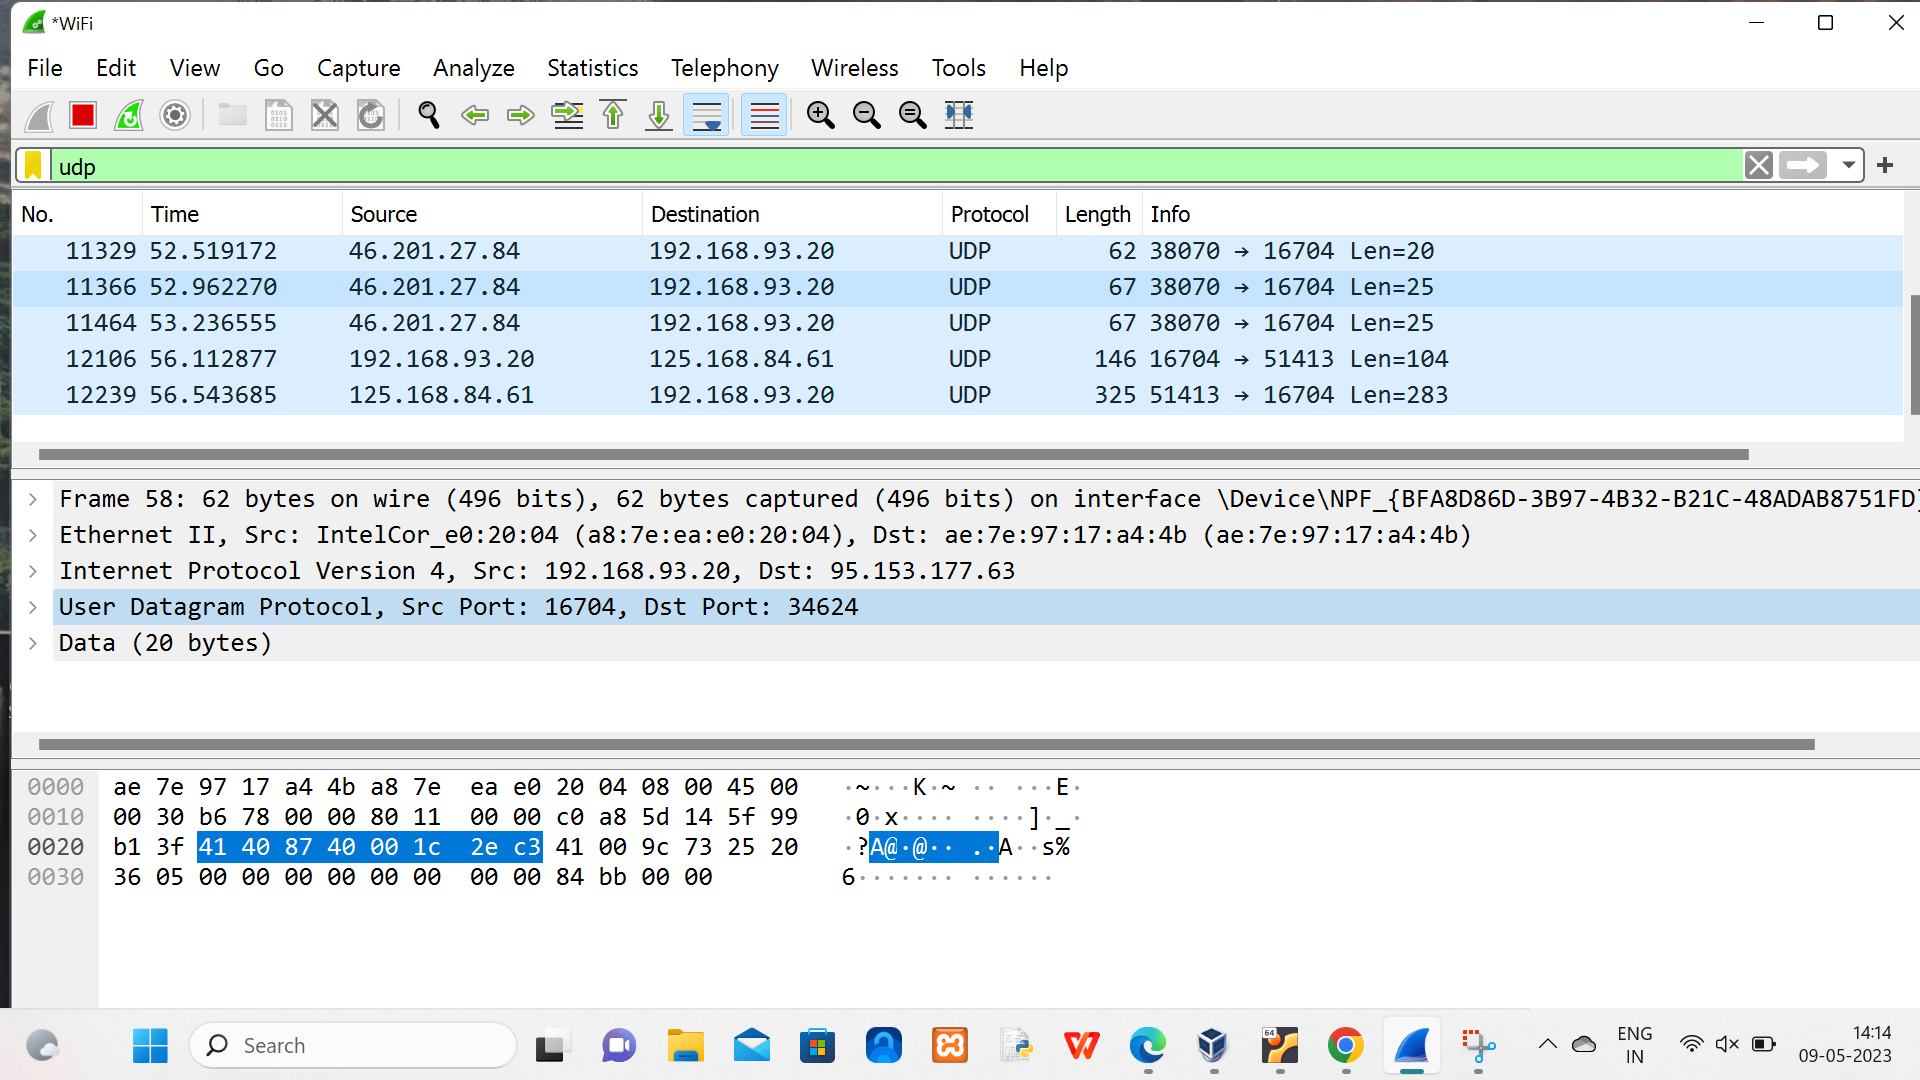 *WiFi
File Edit View Go Capture Analyze Statistics Telephony Wireless Tools Help
udp
No. Time Source Destination Protocol Length Info
11329 52.519172 46.201.27.84 192.168.93.20 UDP 62 38070 → 16704 Len=20
11366 52.962270 46.201.27.84 192.168.93.20 UDP 67 38070 → 16704 Len=25
11464 53.236555 46.201.27.84 192.168.93.20 UDP 67 38070 → 16704 Len=25
12106 56.112877 192.168.93.20 125.168.84.61 UDP 146 16704 → 51413 Len=104
12239 56.543685 125.168.84.61 192.168.93.20 UDP 325 51413 → 16704 Len=283
Frame 58: 62 bytes on wire (496 bits), 62 bytes captured (496 bits) on interface \Device\NPF_{BFA8D86D-3B97-4B32-B21C-48ADAB8751FD}
Ethernet II, Src: IntelCor_e0:20:04 (a8:7e:ea:e0:20:04), Dst: ae:7e:97:17:a4:4b (ae:7e:97:17:a4:4b)
Internet Protocol Version 4, Src: 192.168.93.20, Dst: 95.153.177.63
User Datagram Protocol, Src Port: 16704, Dst Port: 34624
Data (20 bytes)
0000 ae 7e 97 17 a4 4b a8 7e ea e0 20 04 08 00 45 00 ·~···K·~ ·· ···E·
0010 00 30 b6 78 00 00 80 11 00 00 c0 a8 5d 14 5f 99 ·0·x···· ····]·_·
0020 b1 3f 41 40 87 40 00 1c 2e c3 41 00 9c 73 25 20 ·?A@·@·· .·A··s%
0030 36 05 00 00 00 00 00 00 00 00 84 bb 00 00 6······· ······
Search
64
ENG
IN
14:14
09-05-2023